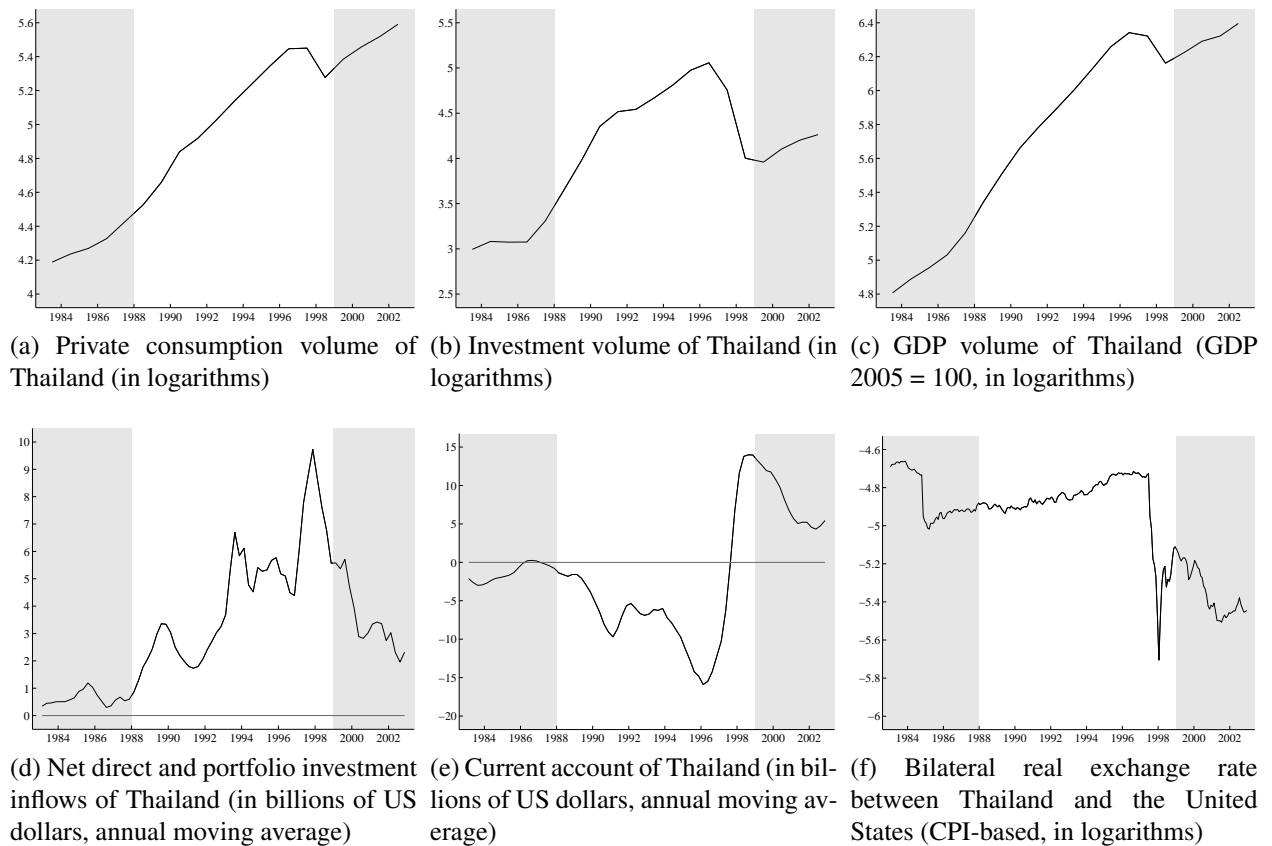 5.6
5.4
5.2
5
4.8
4.6
4.4
4.2
4
1984 1986 1988 1990 1992 1994 1996 1998 2000 2002
(a) Private consumption volume of
Thailand (in logarithms)
5.5
5
4.5
4
3.5
3
2.5
1984 1986 1988 1990 1992 1994 1996 1998 2000 2002
(b) Investment volume of Thailand (in
logarithms)
6.4
6.2
6
5.8
5.6
5.4
5.2
5
4.8
1984 1986 1988 1990 1992 1994 1996 1998 2000 2002
(c) GDP volume of Thailand (GDP
2005 = 100, in logarithms)
10
9
8
7
6
5
4
3
2
1
0
1984 1986 1988 1990 1992 1994 1996 1998 2000 2002
(d) Net direct and portfolio investment
inflows of Thailand (in billions of US
dollars, annual moving average)
15
10
5
0
−5
−10
−15
−20
1984 1986 1988 1990 1992 1994 1996 1998 2000 2002
(e) Current account of Thailand (in bil-
lions of US dollars, annual moving av-
erage)
−4.6
−4.8
−5
−5.2
−5.4
−5.6
−5.8
−6
1984 1986 1988 1990 1992 1994 1996 1998 2000 2002
(f) Bilateral real exchange rate
between Thailand and the United
States (CPI-based, in logarithms)